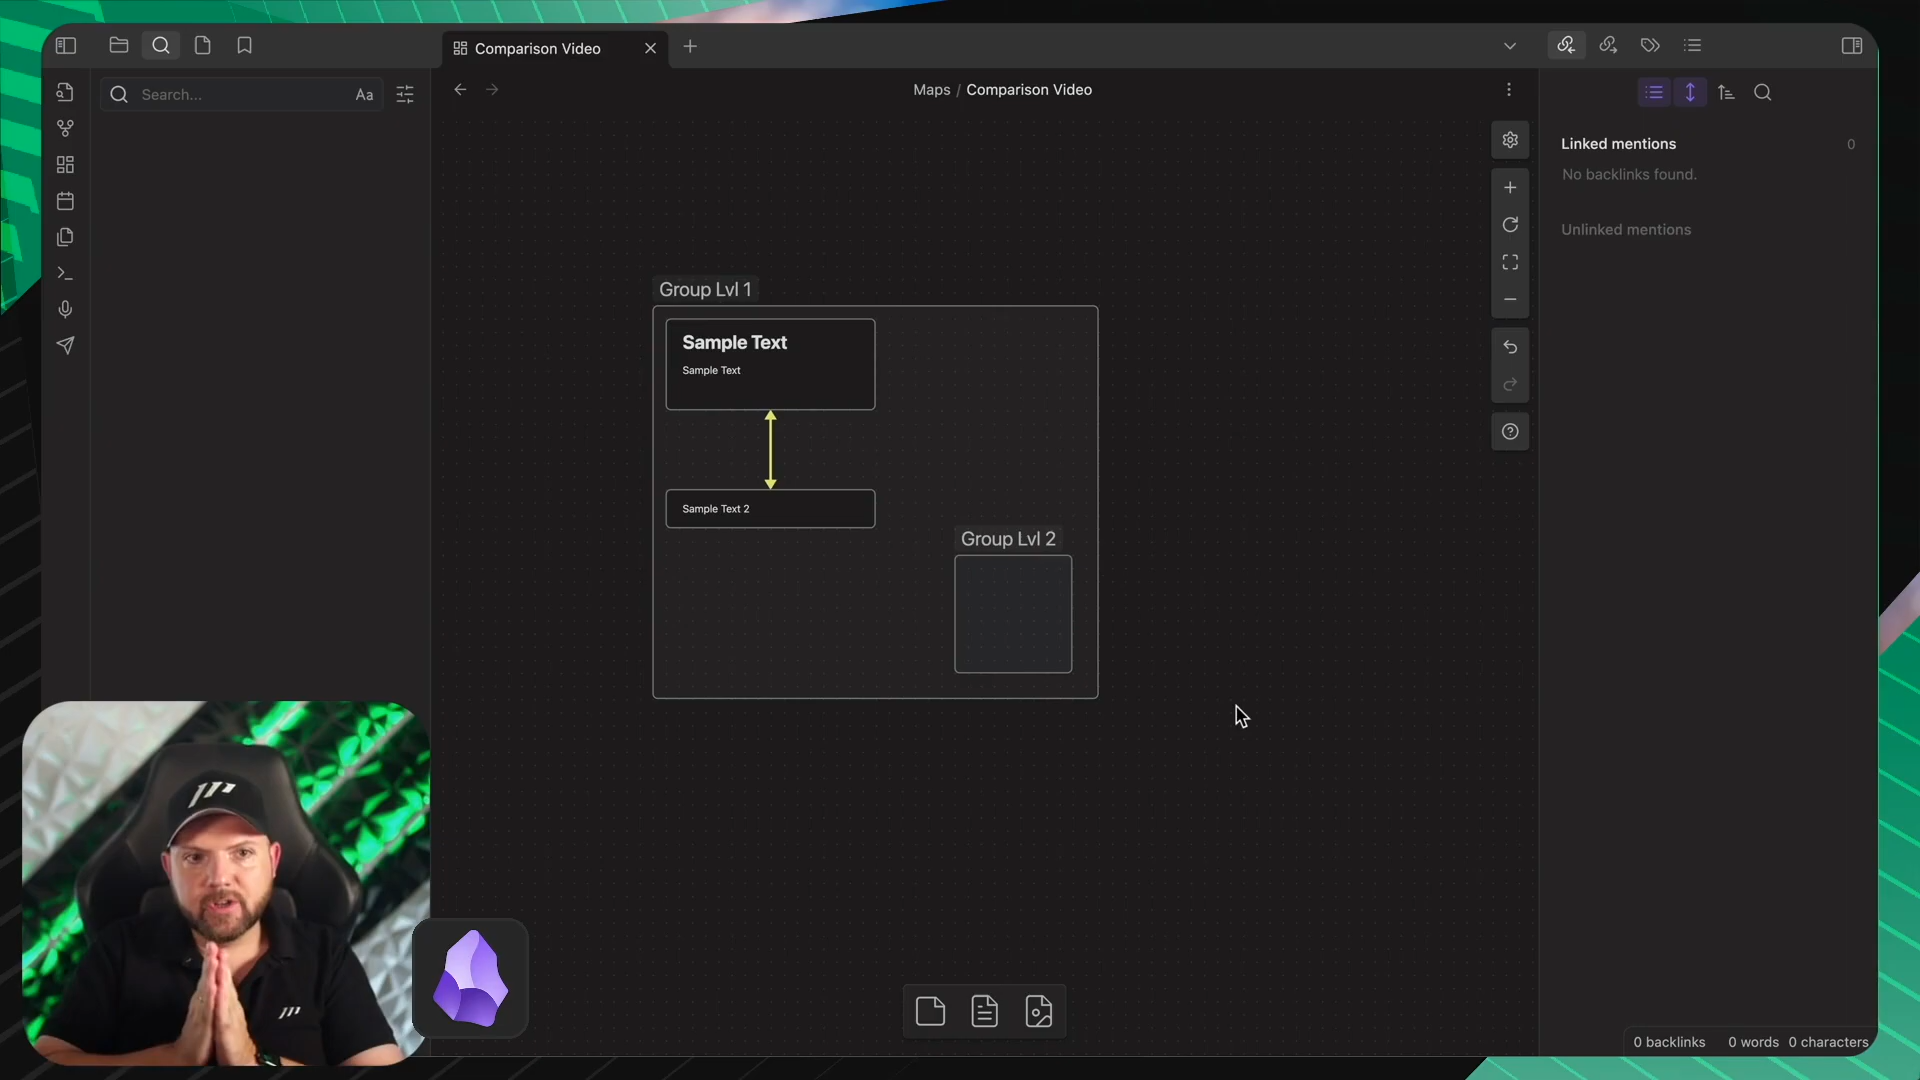 Comparison Video
Search...
Aa
Maps / Comparison Video
Linked mentions
0
No backlinks found.
Unlinked mentions
Group Lvl 1
Sample Text
Sample Text
Sample Text 2
Group Lvl 2
0 backlinks 0 words 0 characters